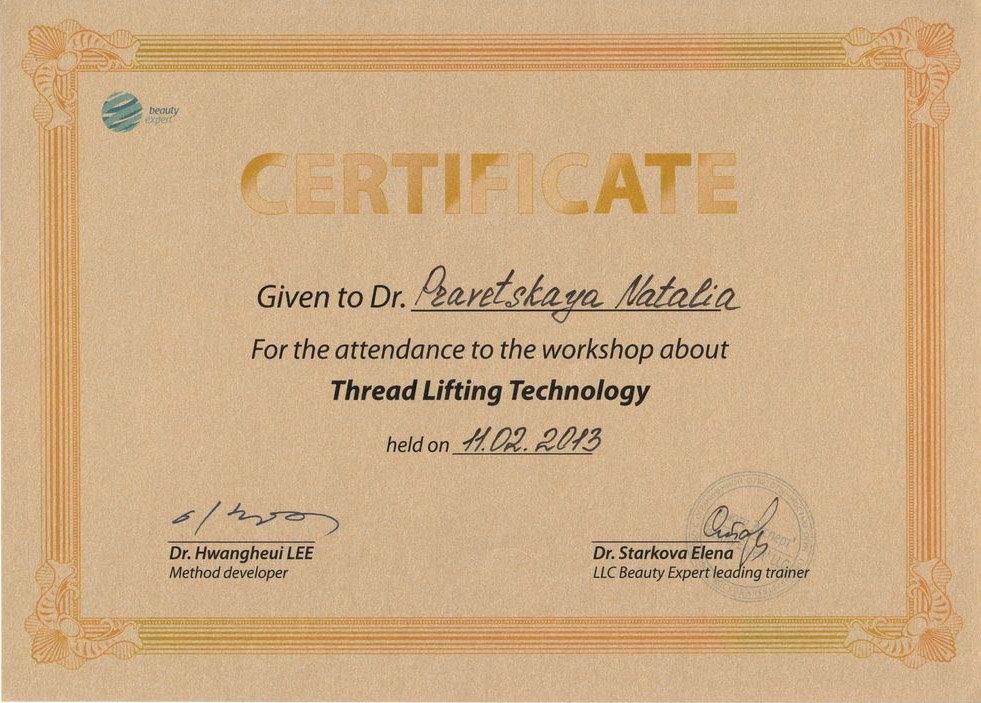 beauty
expert
CERTIFICATE
Given to Dr. Pravetskaya Natalia
For the attendance to the workshop about
Thread Lifting Technology
held on 11.02.2013
Dr. Hwangheui LEE
Method developer
Dr. Starkova Elena
LLC Beauty Expert leading trainer